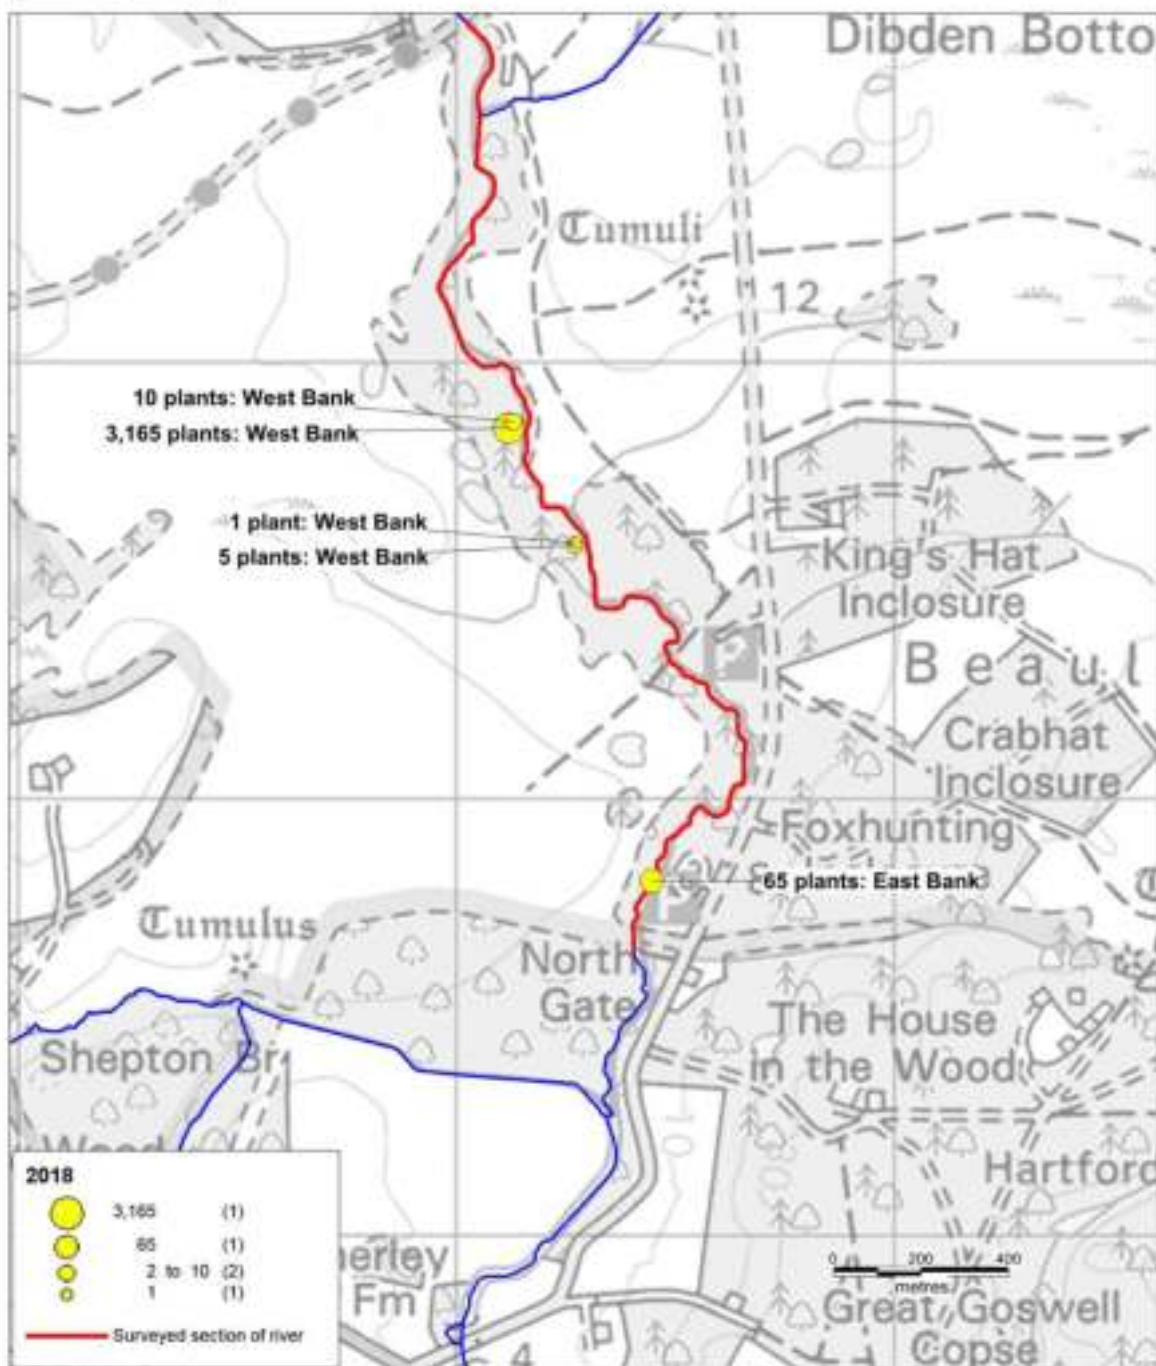 Dibden Botto
Tumuli
12
10 plants: West Bank
3,165 plants: West Bank
1 plant: West Bank
5 plants: West Bank
King's Hat
Inclosure
Beaul
Crabhat
Inclosure
Foxhunting
65 plants: East Bank
Tumulus
North
Gate
The House
in the Wood
Shepton Br
Wood
Hartford
2018
3,165 (1)
65 (1)
2 to 10 (2)
1 (1)
Surveyed section of river
erley
Fm
0 200 400
metres
Great Goswell
Copse
4